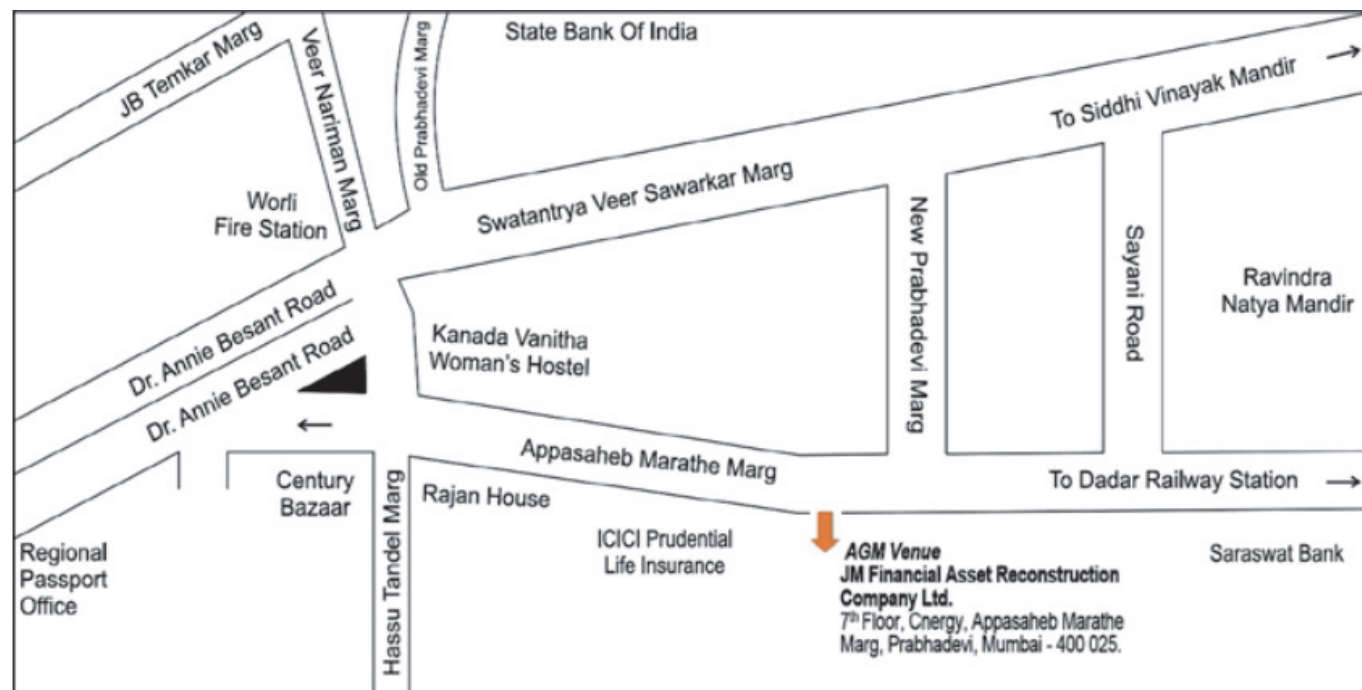 JB Temkar Marg
Veer Nariman Marg
Old Prabhadevi Marg
State Bank Of India
To Siddhi Vinayak Mandir →
Worli
Fire Station
Swatantrya Veer Sawarkar Marg
New Prabhadevi Marg
Sayani Road
Ravindra
Natya Mandir
Dr. Annie Besant Road
Dr. Annie Besant Road
Kanada Vanitha
Woman's Hostel
←
Appasaheb Marathe Marg
To Dadar Railway Station →
Century
Bazaar
Hassu Tandel Marg
Rajan House
ICICI Prudential
Life Insurance
Regional
Passport
Office
AGM Venue
JM Financial Asset Reconstruction
Company Ltd.
7th Floor, Cnergy, Appasaheb Marathe
Marg, Prabhadevi, Mumbai - 400 025.
Saraswat Bank